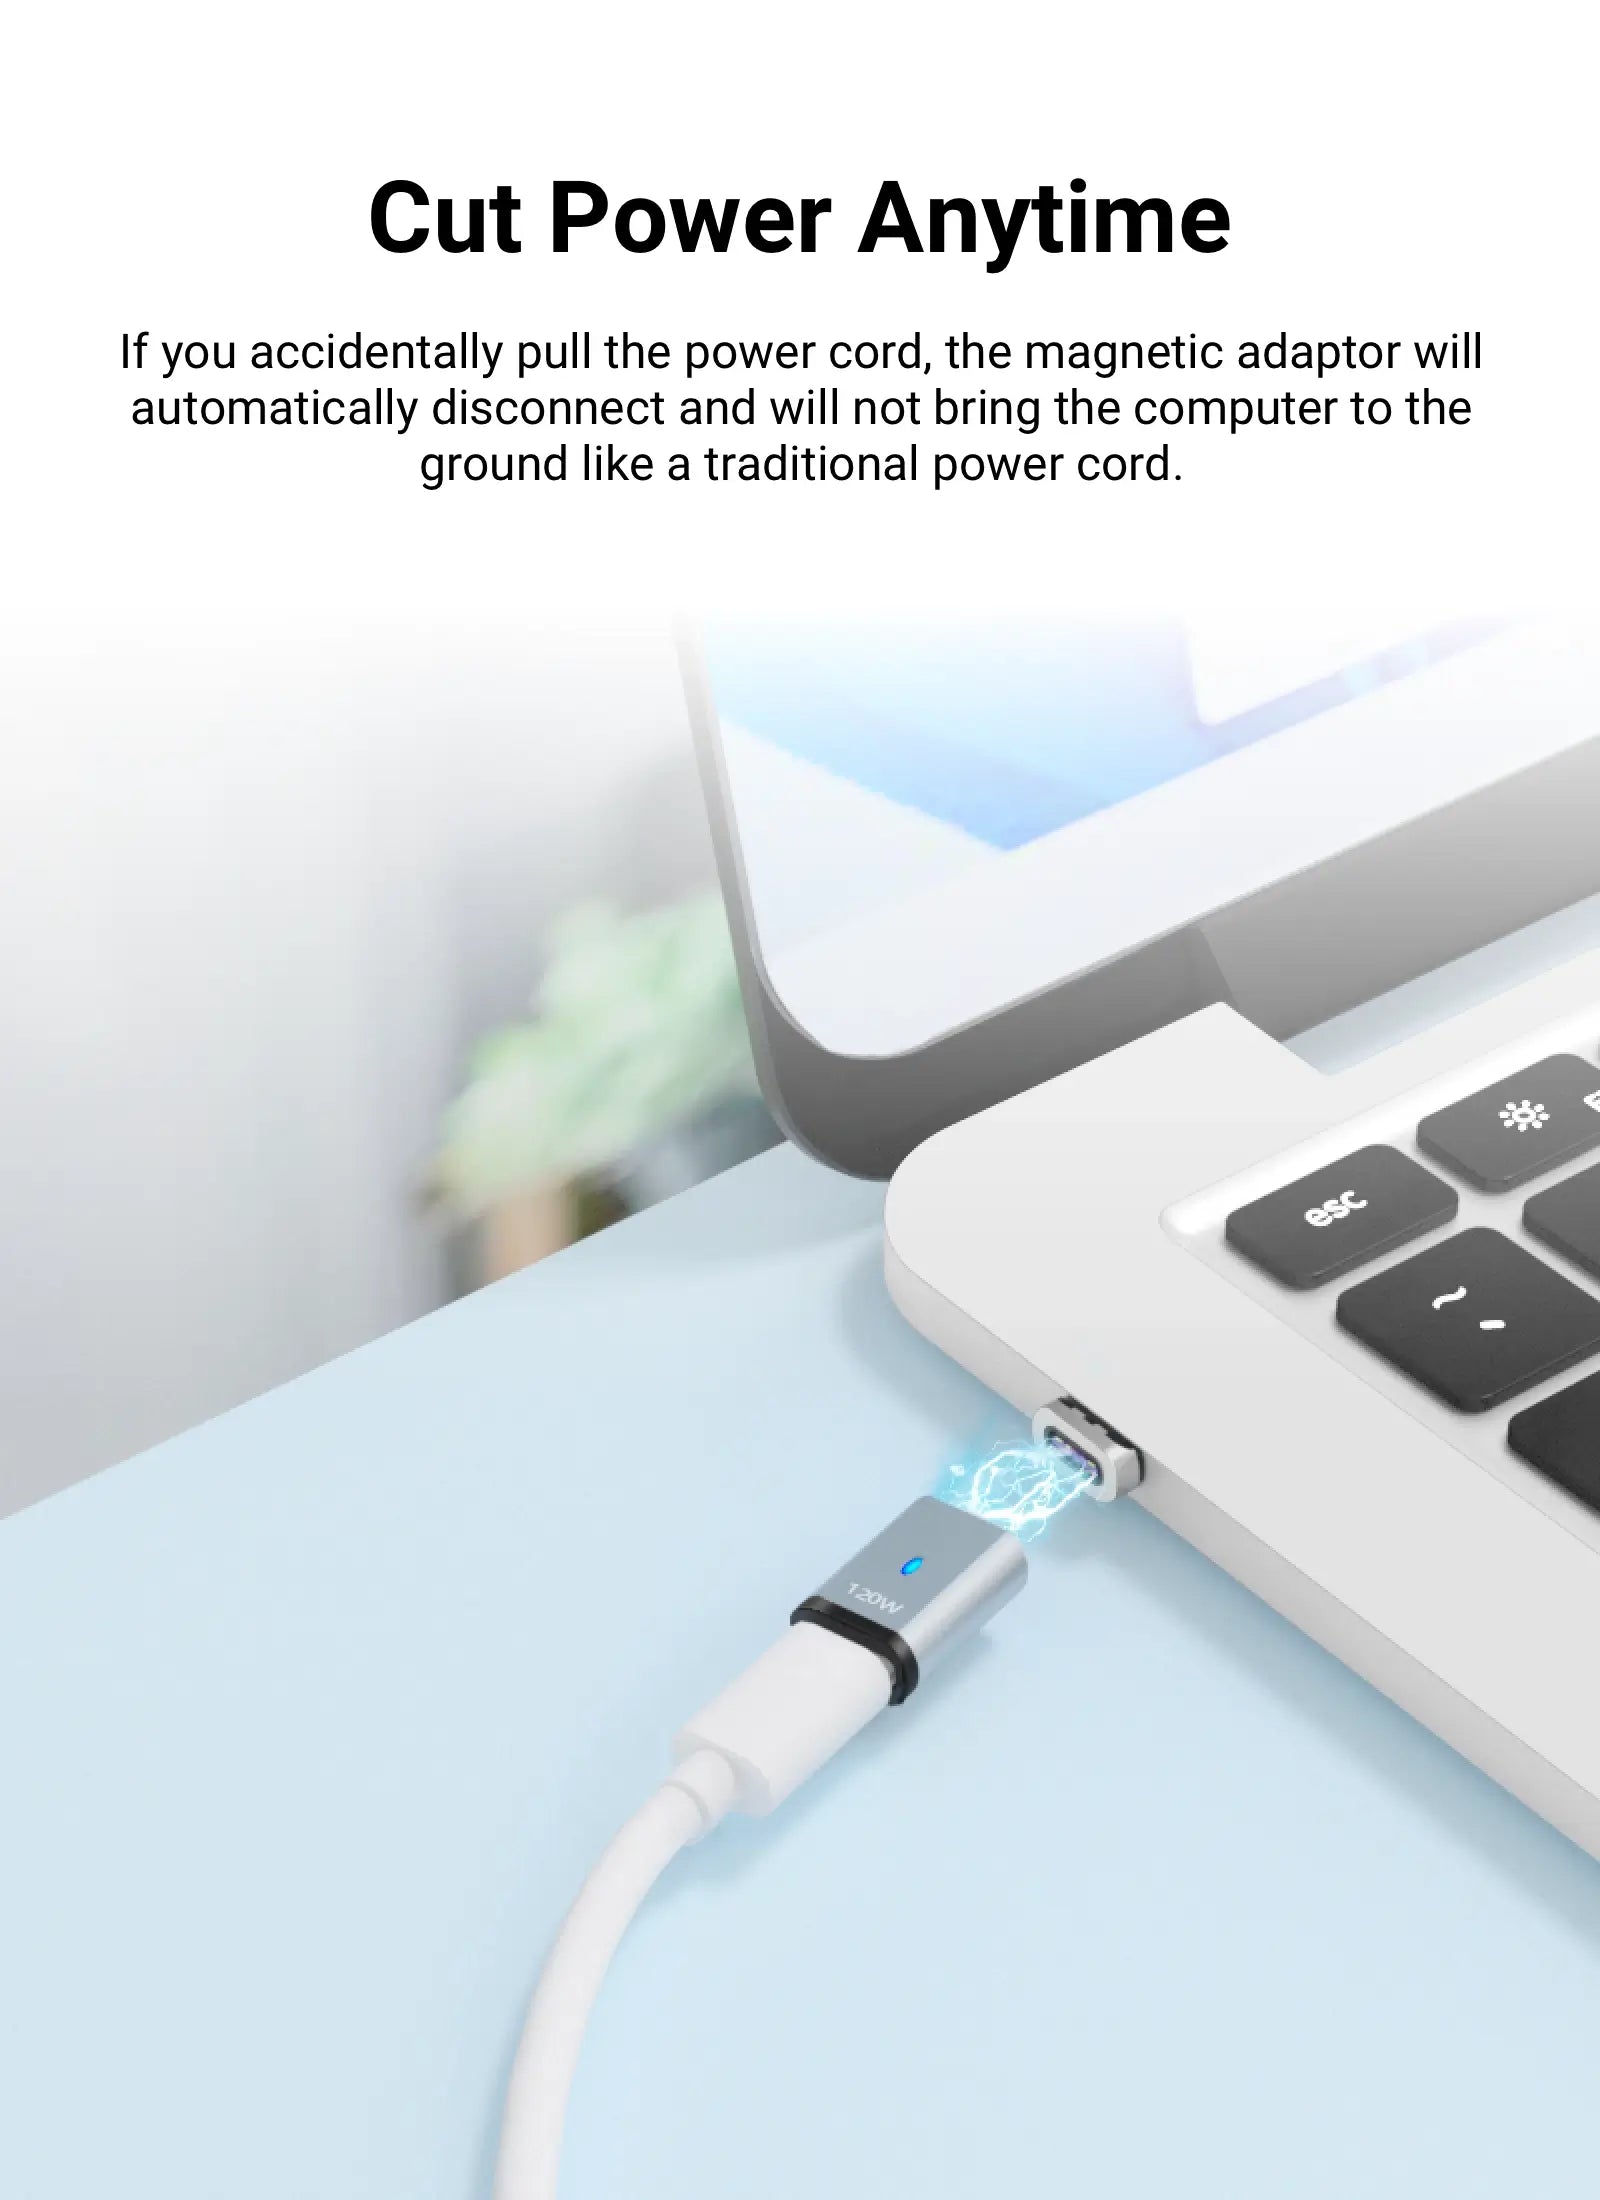 Cut Power Anytime
If you accidentally pull the power cord, the magnetic adaptor will
automatically disconnect and will not bring the computer to the
ground like a traditional power cord.
esc
~
120W